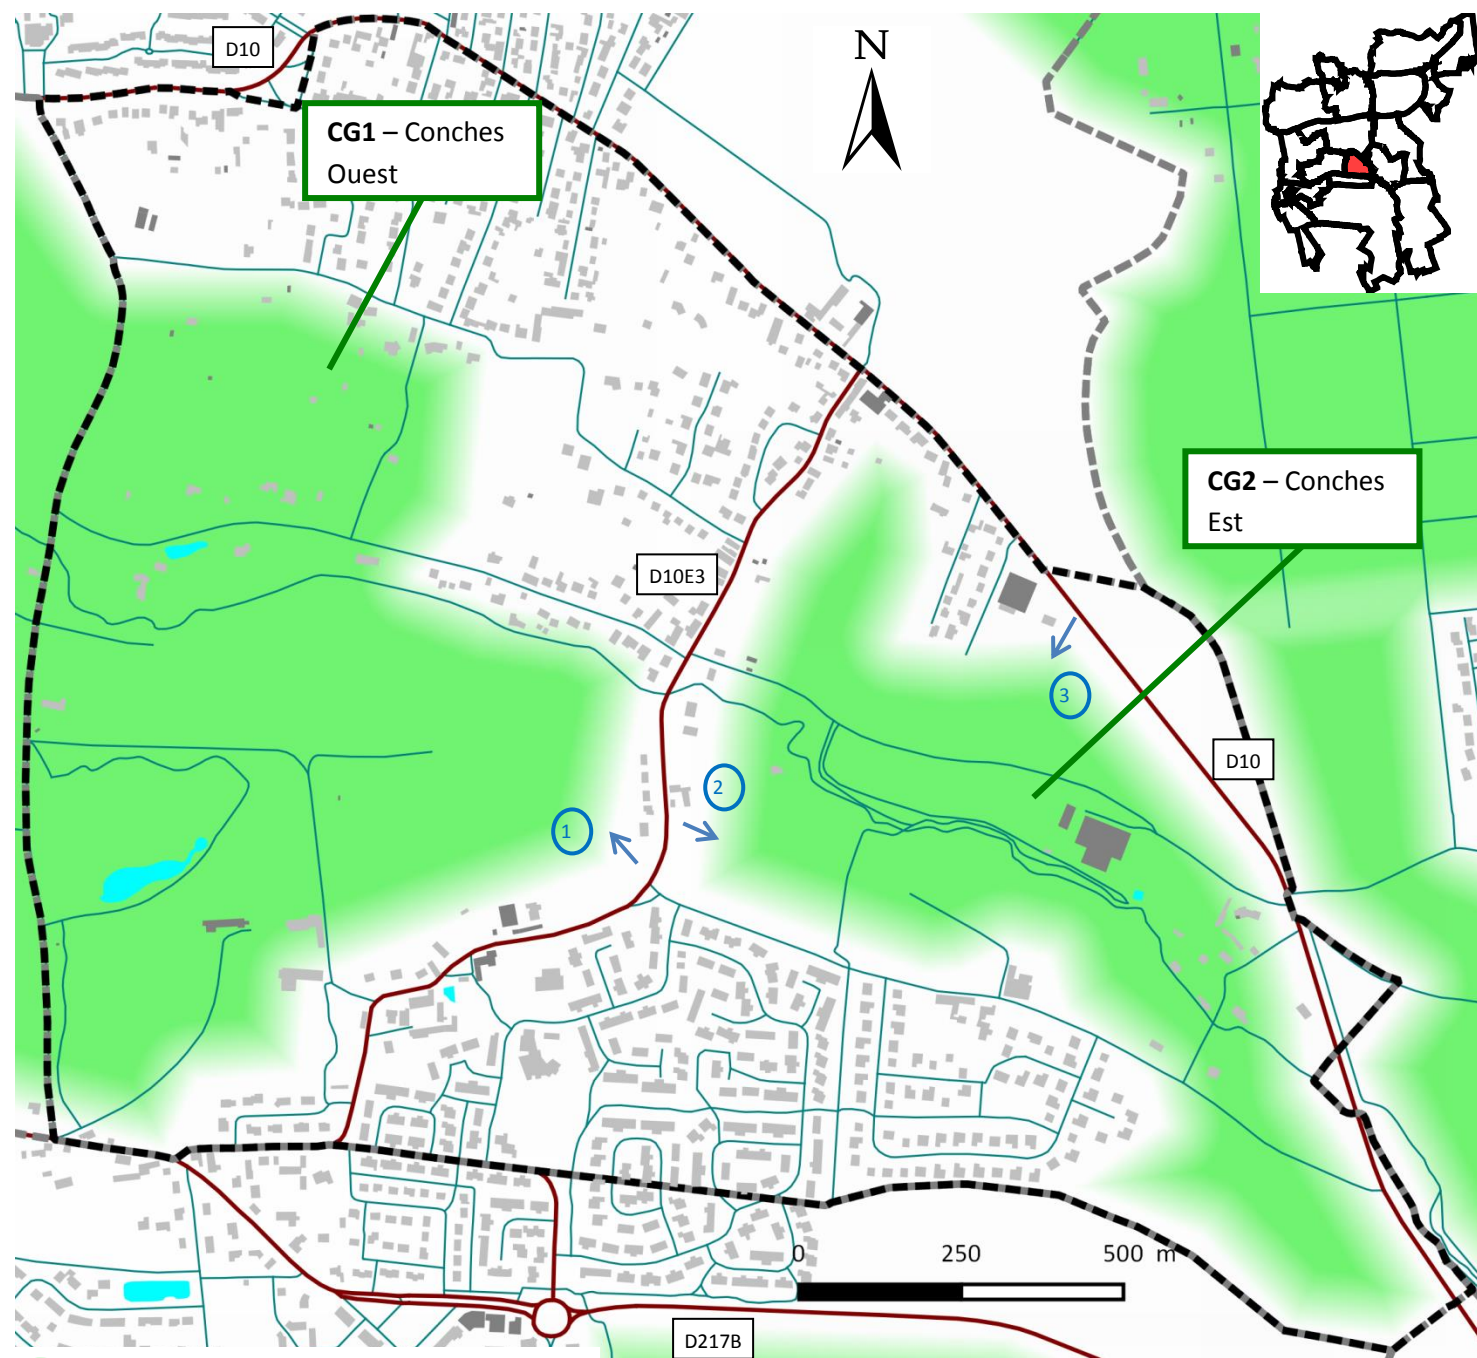 N
D10
CG1 – Conches
Ouest
CG2 – Conches
Est
D10E3
3
D10
2
1
0 250 500 m
D217B